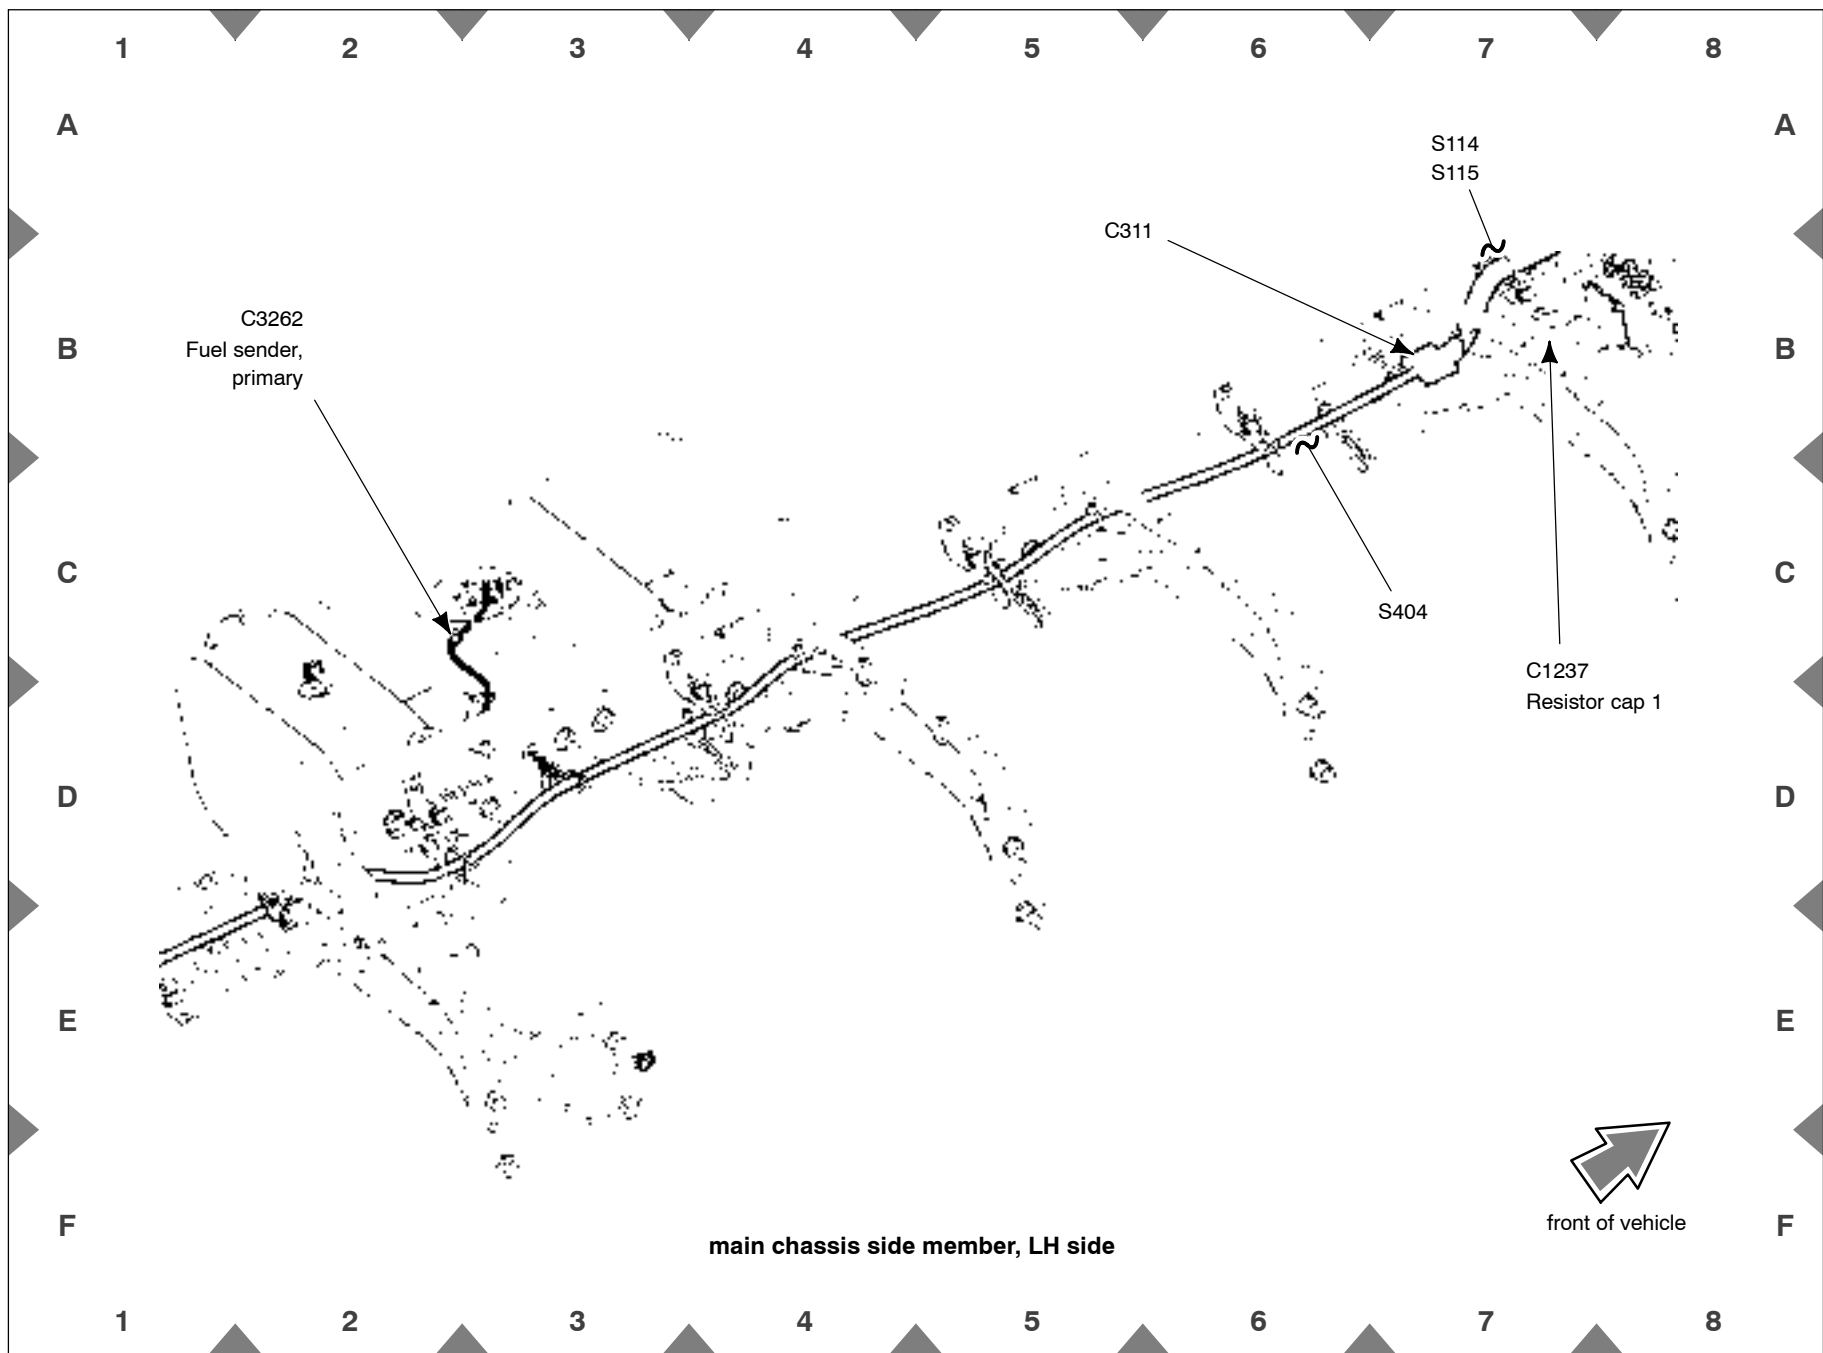 1 2 3 4 5 6 7 8
A A
S114
S115
C311
C3262
Fuel sender,
primary
B B
C C
S404
C1237
Resistor cap 1
D D
E E
front of vehicle
F F
main chassis side member, LH side
1 2 3 4 5 6 7 8